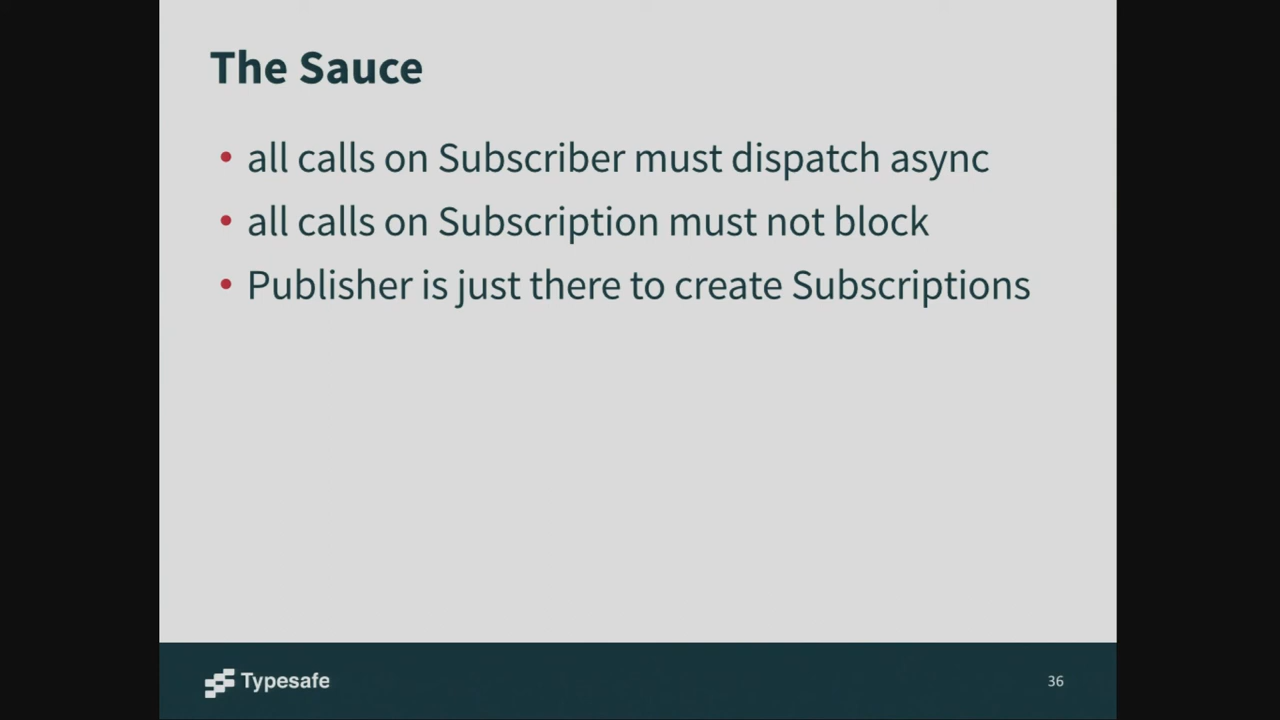 The Sauce
• all calls on Subscriber must dispatch async
• all calls on Subscription must not block
• Publisher is just there to create Subscriptions
Typesafe
36